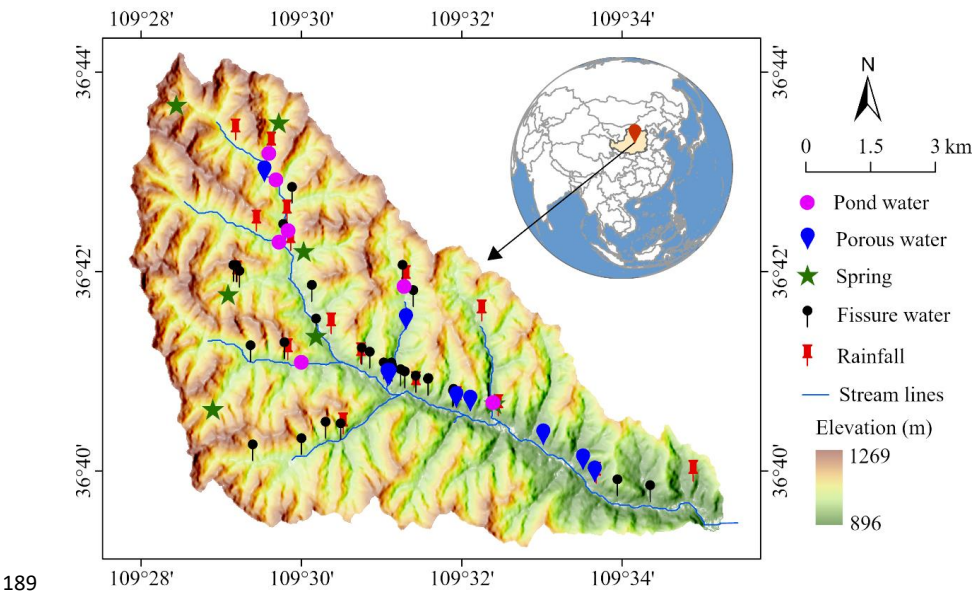 109°28' 109°30' 109°32' 109°34'
36°44'
36°42'
36°40'
36°44'
36°42'
36°40'
109°28' 109°30' 109°32' 109°34'
N
0 1.5 3 km
Pond water
Porous water
Spring
Fissure water
Rainfall
Stream lines
Elevation (m)
1269
896
189